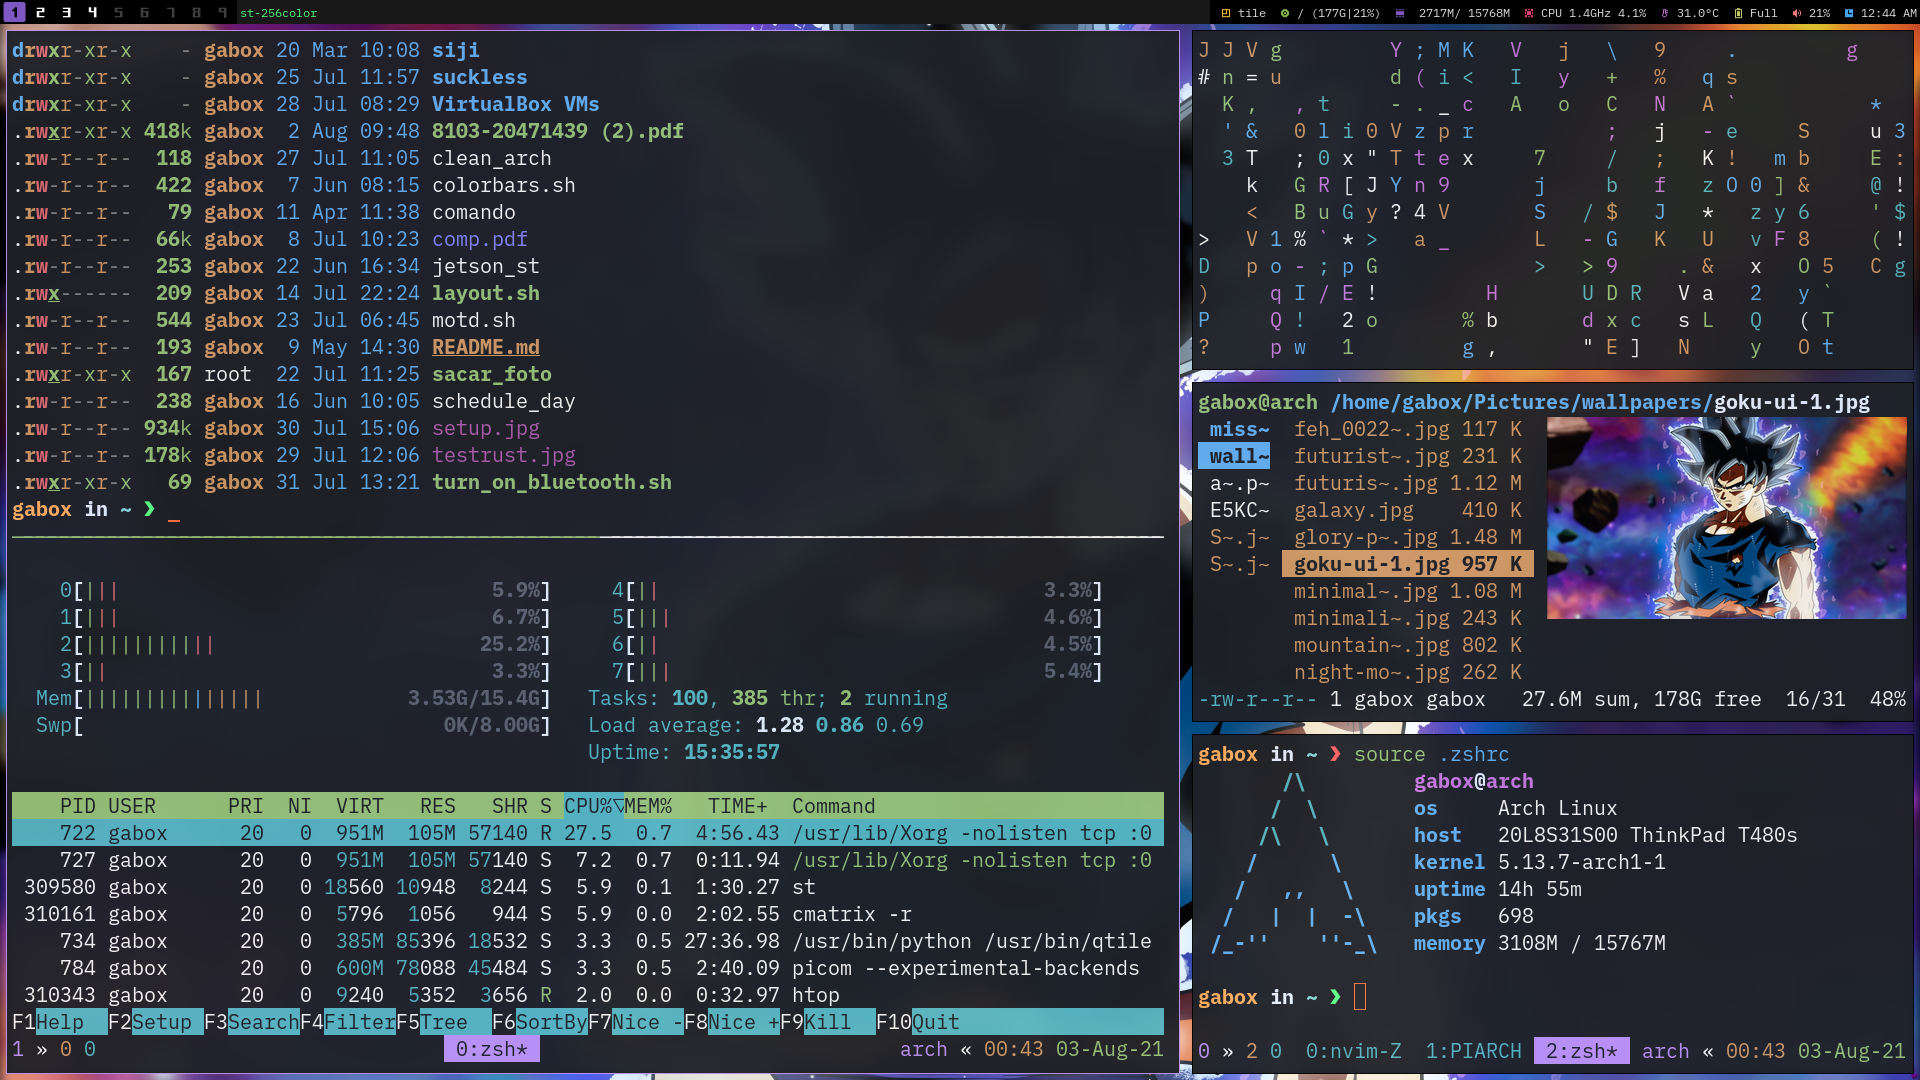 1 2 3 4 5 6 7 8 9 st-256color
tile / (177G|21%) 2717M/ 15768M CPU 1.4GHz 4.1% 31.0°C Full 21% 12:44 AM
drwxr-xr-x - gabox 20 Mar 10:08 siji
drwxr-xr-x - gabox 25 Jul 11:57 suckless
drwxr-xr-x - gabox 28 Jul 08:29 VirtualBox VMs
.rwxr-xr-x 418k gabox 2 Aug 09:48 8103-20471439 (2).pdf
.rw-r--r-- 118 gabox 27 Jul 11:05 clean_arch
.rw-r--r-- 422 gabox 7 Jun 08:15 colorbars.sh
.rw-r--r-- 79 gabox 11 Apr 11:38 comando
.rw-r--r-- 66k gabox 8 Jul 10:23 comp.pdf
.rw-r--r-- 253 gabox 22 Jun 16:34 jetson_st
.rwx------ 209 gabox 14 Jul 22:24 layout.sh
.rw-r--r-- 544 gabox 23 Jul 06:45 motd.sh
.rw-r--r-- 193 gabox 9 May 14:30 README.md
.rwxr-xr-x 167 root 22 Jul 11:25 sacar_foto
.rw-r--r-- 238 gabox 16 Jun 10:05 schedule_day
.rw-r--r-- 934k gabox 30 Jul 15:06 setup.jpg
.rw-r--r-- 178k gabox 29 Jul 12:06 testrust.jpg
.rwxr-xr-x 69 gabox 31 Jul 13:21 turn_on_bluetooth.sh
gabox in ~ ❯ _
0[||| 5.9%] 4[|| 3.3%]
1[||| 6.7%] 5[||| 4.6%]
2[||||||||||| 25.2%] 6[|| 4.5%]
3[|| 3.3%] 7[||| 5.4%]
Mem[||||||||||||||| 3.53G/15.4G] Tasks: 100, 385 thr; 2 running
Swp[ 0K/8.00G] Load average: 1.28 0.86 0.69
Uptime: 15:35:57
PID USER PRI NI VIRT RES SHR S CPU%▽MEM% TIME+ Command
722 gabox 20 0 951M 105M 57140 R 27.5 0.7 4:56.43 /usr/lib/Xorg -nolisten tcp :0
727 gabox 20 0 951M 105M 57140 S 7.2 0.7 0:11.94 /usr/lib/Xorg -nolisten tcp :0
309580 gabox 20 0 18560 10948 8244 S 5.9 0.1 1:30.27 st
310161 gabox 20 0 5796 1056 944 S 5.9 0.0 2:02.55 cmatrix -r
734 gabox 20 0 385M 85396 18532 S 3.3 0.5 27:36.98 /usr/bin/python /usr/bin/qtile
784 gabox 20 0 600M 78088 45484 S 3.3 0.5 2:40.09 picom --experimental-backends
310343 gabox 20 0 9240 5352 3656 R 2.0 0.0 0:32.97 htop
F1Help F2Setup F3SearchF4FilterF5Tree F6SortByF7Nice -F8Nice +F9Kill F10Quit
1 » 0 0 0:zsh* arch « 00:43 03-Aug-21
J J V g Y ; M K V j \ 9 . g
# n = u d ( i < I y + % q s
K , , t - . _ c A o C N A ` *
' & 0 l i 0 V z p r ; j - e S u 3
3 T ; 0 x " T t e x 7 / ; K ! m b E :
k G R [ J Y n 9 j b f z O 0 ] & @ !
< B u G y ? 4 V S / $ J * z y 6 ' $
> V 1 % ` * > a _ L - G K U v F 8 ( !
D p o - ; p G > > 9 . & x O 5 C g
) q I / E ! H U D R V a 2 y `
P Q ! 2 o % b d x c s L Q ( T
? p w 1 g , " E ] N y O t
gabox@arch /home/gabox/Pictures/wallpapers/goku-ui-1.jpg
miss~ feh_0022~.jpg 117 K
wall~ futurist~.jpg 231 K
a~.p~ futuris~.jpg 1.12 M
E5KC~ galaxy.jpg 410 K
S~.j~ glory-p~.jpg 1.48 M
S~.j~ goku-ui-1.jpg 957 K
minimal~.jpg 1.08 M
minimali~.jpg 243 K
mountain~.jpg 802 K
night-mo~.jpg 262 K
-rw-r--r-- 1 gabox gabox 27.6M sum, 178G free 16/31 48%
gabox in ~ ❯ source .zshrc
/\ gabox@arch
/ \ os Arch Linux
/\ \ host 20L8S31S00 ThinkPad T480s
/ \ kernel 5.13.7-arch1-1
/ ,, \ uptime 14h 55m
/ | | -\ pkgs 698
/_-'' ''-_\ memory 3108M / 15767M
gabox in ~ ❯
0 » 2 0 0:nvim-Z 1:PIARCH 2:zsh* arch « 00:43 03-Aug-21